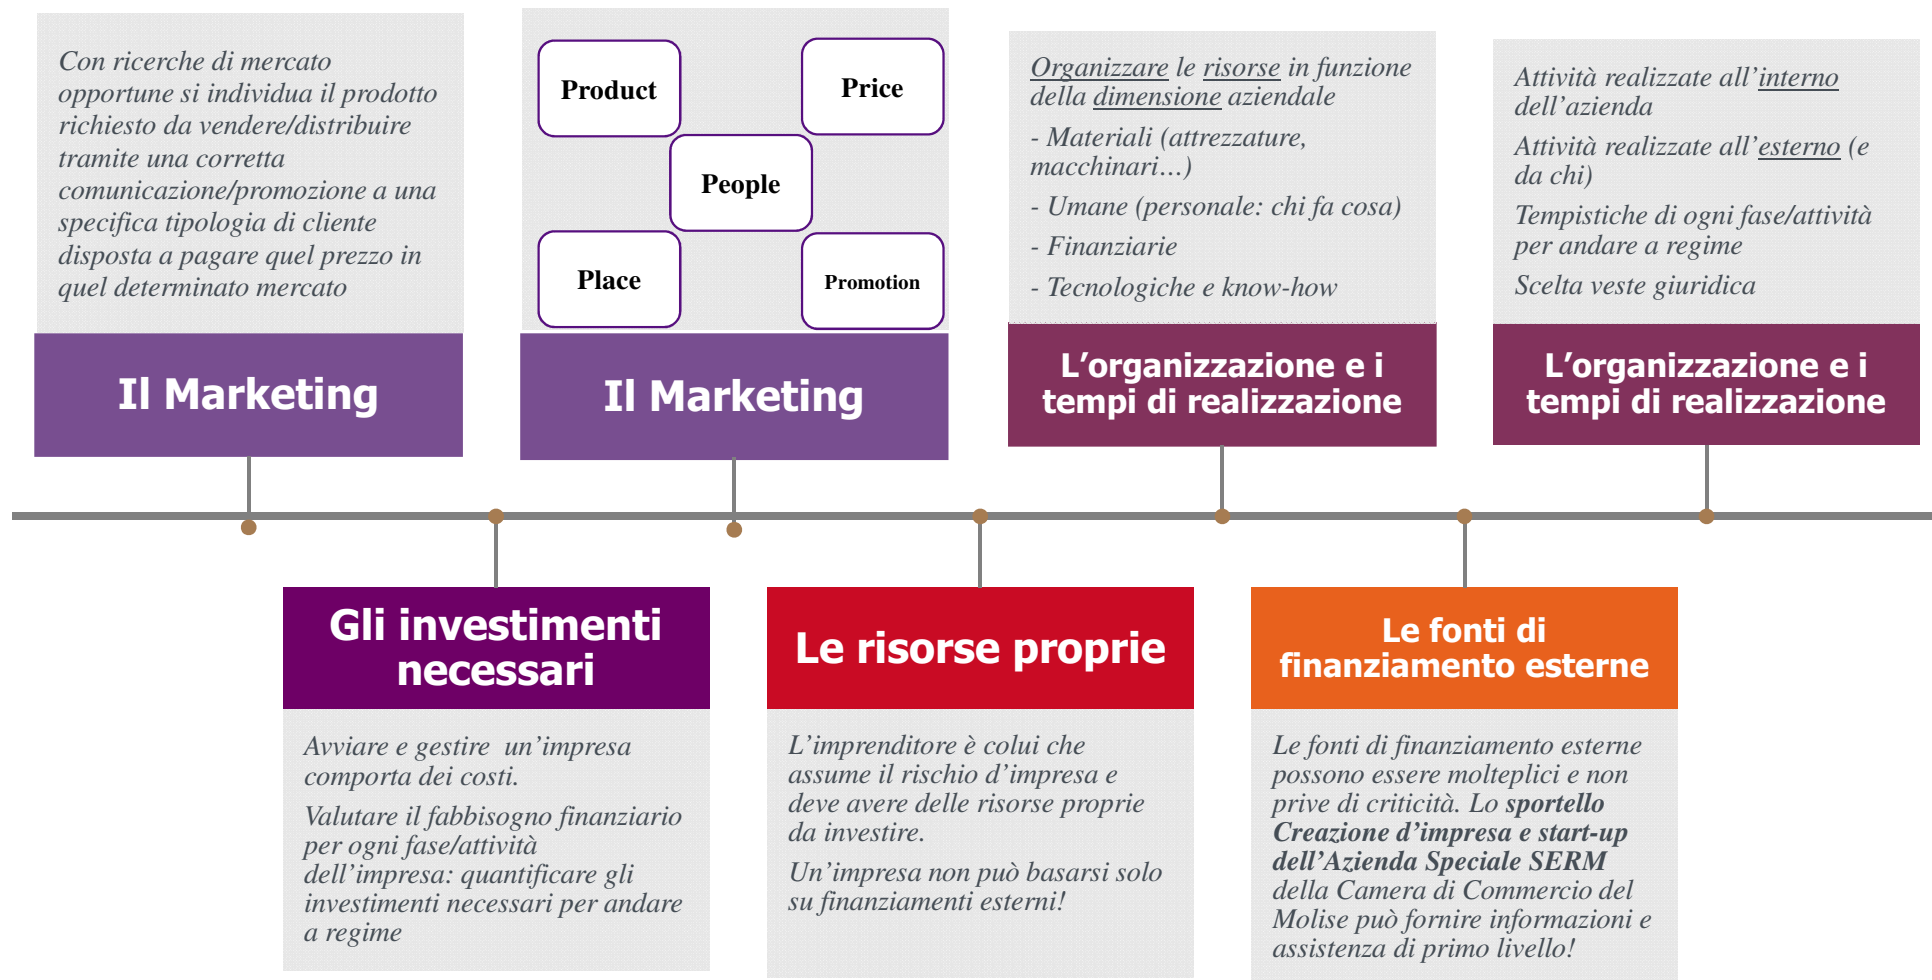 Con ricerche di mercato
opportune si individua il prodotto
richiesto da vendere/distribuire
tramite una corretta
comunicazione/promozione a una
specifica tipologia di cliente
disposta a pagare quel prezzo in
quel determinato mercato
Il Marketing
Product
Price
People
Place
Promotion
Il Marketing
Organizzare le risorse in funzione
della dimensione aziendale
- Materiali (attrezzature,
macchinari…)
- Umane (personale: chi fa cosa)
- Finanziarie
- Tecnologiche e know-how
L’organizzazione e i
tempi di realizzazione
Attività realizzate all’interno
dell’azienda
Attività realizzate all’esterno (e
da chi)
Tempistiche di ogni fase/attività
per andare a regime
Scelta veste giuridica
L’organizzazione e i
tempi di realizzazione
Gli investimenti
necessari
Avviare e gestire  un’impresa
comporta dei costi.
Valutare il fabbisogno finanziario
per ogni fase/attività
dell’impresa: quantificare gli
investimenti necessari per andare
a regime
Le risorse proprie
L’imprenditore è colui che
assume il rischio d’impresa e
deve avere delle risorse proprie
da investire.
Un’impresa non può basarsi solo
su finanziamenti esterni!
Le fonti di
finanziamento esterne
Le fonti di finanziamento esterne
possono essere molteplici e non
prive di criticità. Lo sportello
Creazione d’impresa e start-up
dell’Azienda Speciale SERM
della Camera di Commercio del
Molise può fornire informazioni e
assistenza di primo livello!